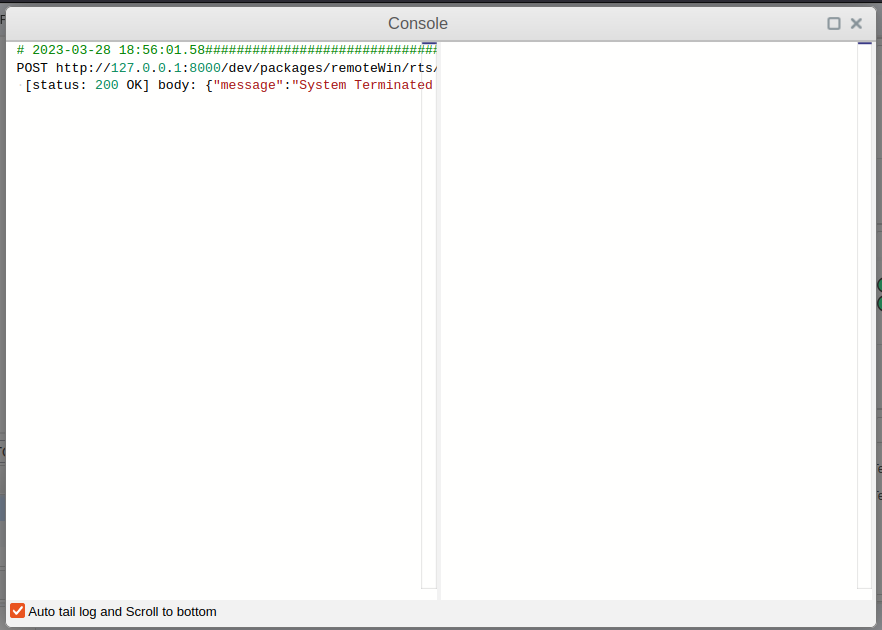 Console
# 2023-03-28 18:56:01.58##############################
POST http://127.0.0.1:8000/dev/packages/remoteWin/rts/
[status: 200 OK] body: {"message":"System Terminated
Auto tail log and Scroll to bottom